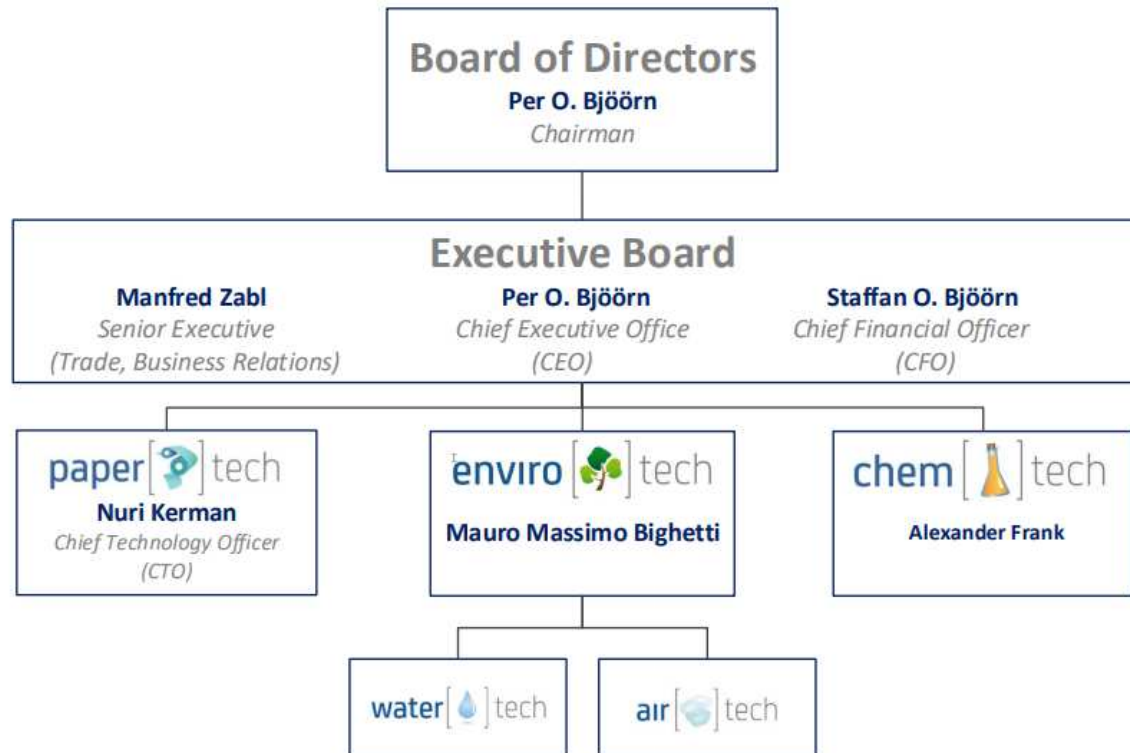 Board of Directors
Per O. Bjöörn
Chairman
Executive Board
Manfred Zabl
Senior Executive
(Trade, Business Relations)
Per O. Bjöörn
Chief Executive Office
(CEO)
Staffan O. Bjöörn
Chief Financial Officer
(CFO)
paper[]tech
Nuri Kerman
Chief Technology Officer
(CTO)
enviro[]tech
Mauro Massimo Bighetti
chem[]tech
Alexander Frank
water[]tech
air[]tech